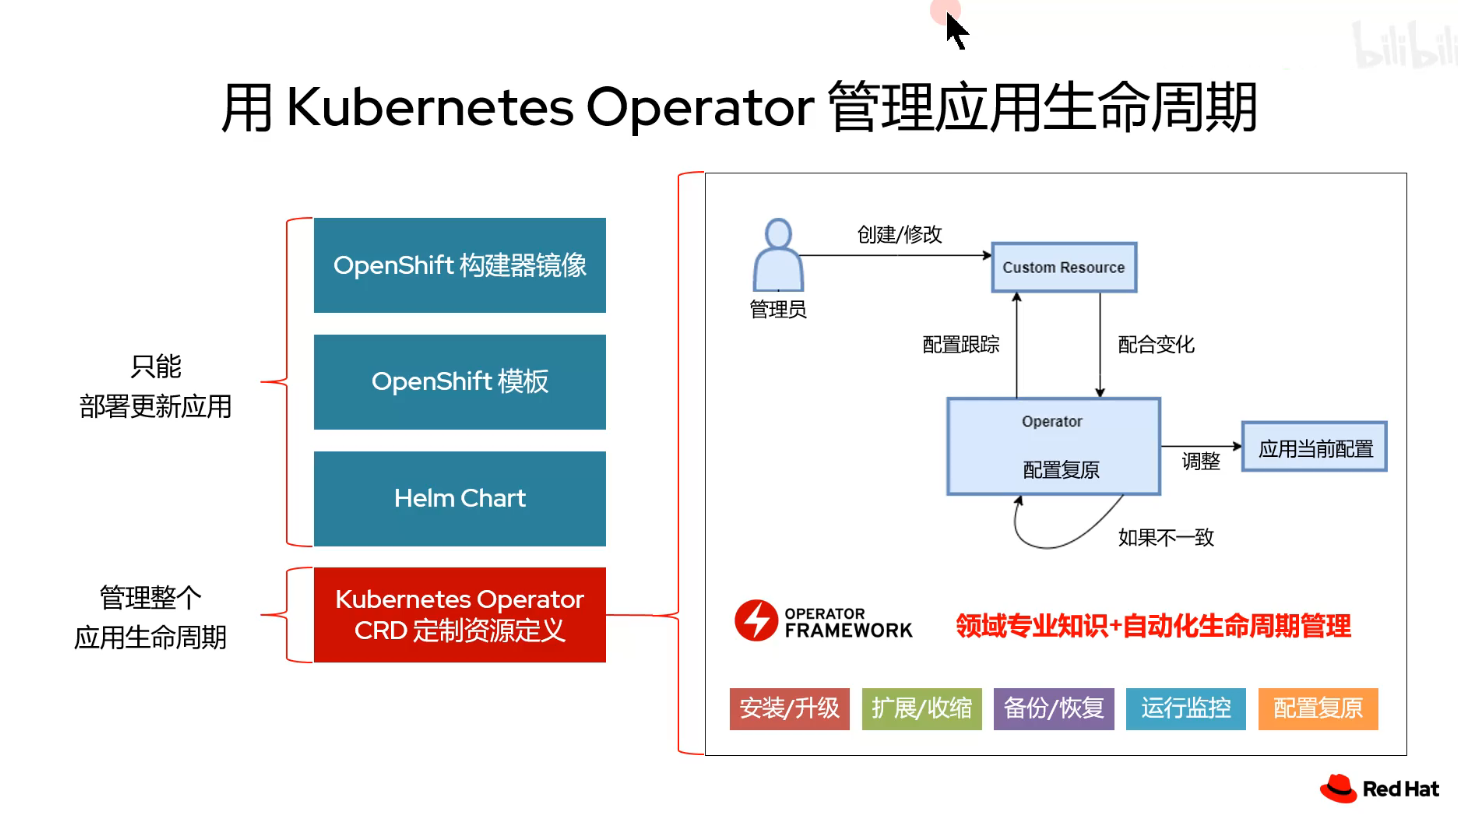 bilibili
用 Kubernetes Operator 管理应用生命周期
只能
部署更新应用
OpenShift 构建器镜像
OpenShift 模板
Helm Chart
管理整个
应用生命周期
Kubernetes Operator
CRD 定制资源定义
管理员
创建/修改
Custom Resource
配置跟踪
配合变化
Operator
配置复原
调整
应用当前配置
如果不一致
OPERATOR
FRAMEWORK
领域专业知识+自动化生命周期管理
安装/升级
扩展/收缩
备份/恢复
运行监控
配置复原
Red Hat